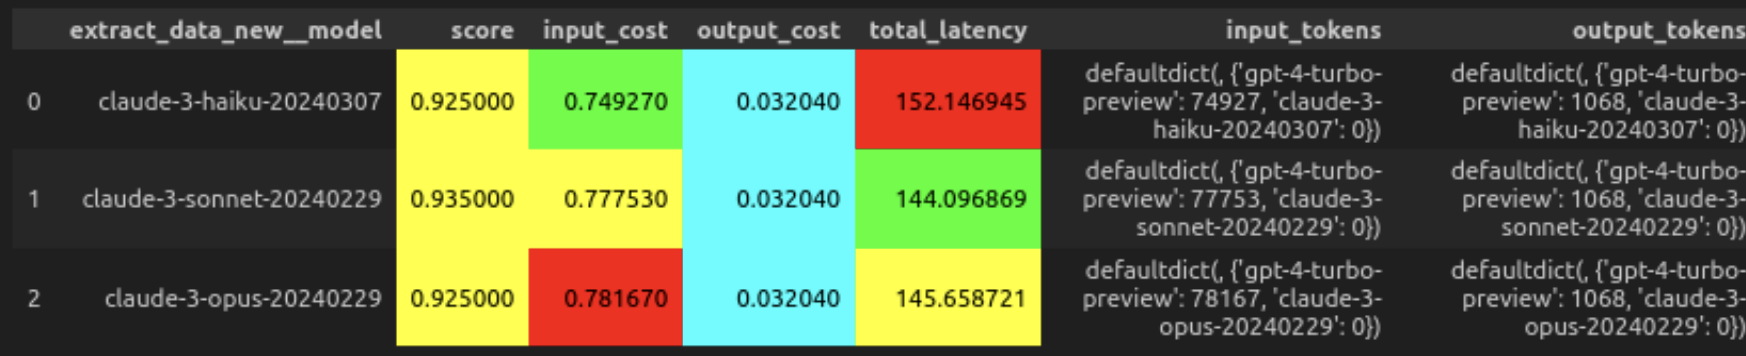 extract_data_new__model score input_cost output_cost total_latency input_tokens output_tokens
0 claude-3-haiku-20240307 0.925000 0.749270 0.032040 152.146945 defaultdict(, {'gpt-4-turbo-
preview': 74927, 'claude-3-
haiku-20240307': 0}) defaultdict(, {'gpt-4-turbo-
preview': 1068, 'claude-3-
haiku-20240307': 0})
1 claude-3-sonnet-20240229 0.935000 0.777530 0.032040 144.096869 defaultdict(, {'gpt-4-turbo-
preview': 77753, 'claude-3-
sonnet-20240229': 0}) defaultdict(, {'gpt-4-turbo-
preview': 1068, 'claude-3-
sonnet-20240229': 0})
2 claude-3-opus-20240229 0.925000 0.781670 0.032040 145.658721 defaultdict(, {'gpt-4-turbo-
preview': 78167, 'claude-3-
opus-20240229': 0}) defaultdict(, {'gpt-4-turbo-
preview': 1068, 'claude-3-
opus-20240229': 0})